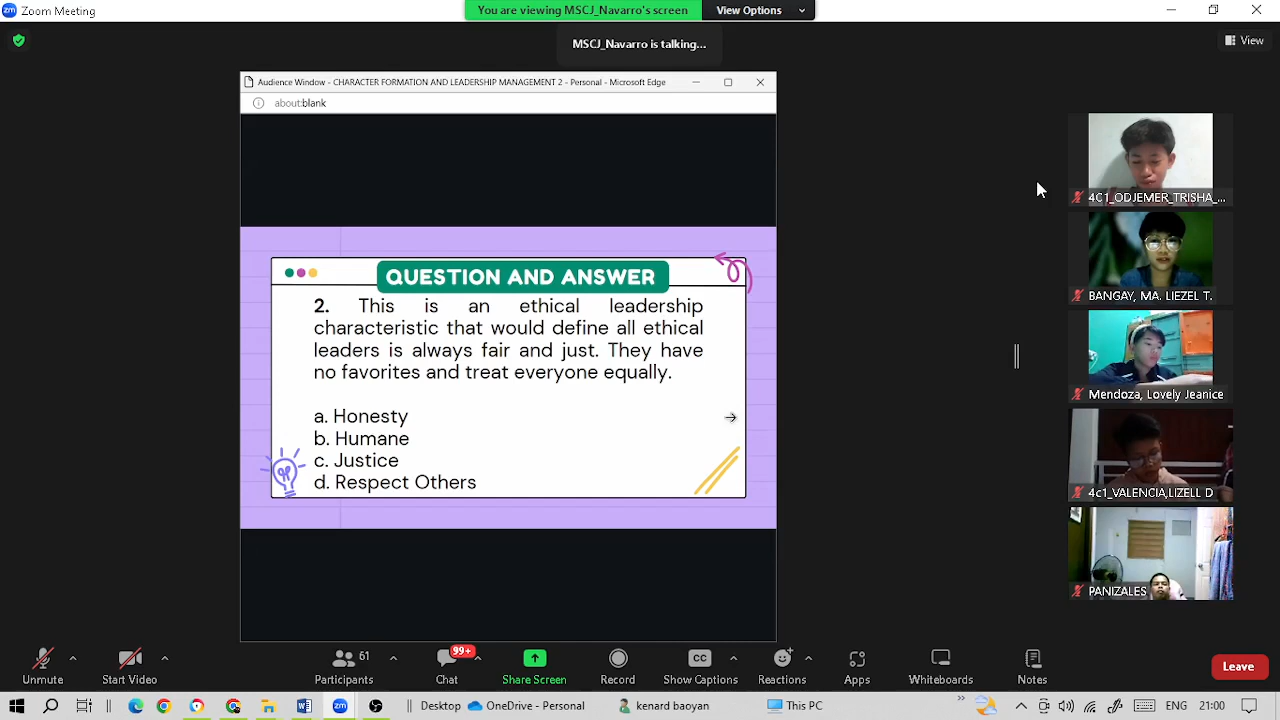 Zoom Meeting
You are viewing MSCJ_Navarro's screen
View Options
MSCJ_Navarro is talking...
View
Audience Window - CHARACTER FORMATION AND LEADERSHIP MANAGEMENT 2 - Personal - Microsoft Edge
about:blank
QUESTION AND ANSWER
2. This is an ethical leadership
characteristic that would define all ethical
leaders is always fair and just. They have
no favorites and treat everyone equally.
a. Honesty
b. Humane
c. Justice
d. Respect Others
4C1_ODJEMER_TRISHA_...
BANGAY, MA. LIEZEL T.
Mendoza, Lovely Jeanice
4c1_VALENCIA,LIZELL D
PANIZALES
Unmute
Start Video
61
Participants
99+
Chat
Share Screen
Record
CC
Show Captions
Reactions
Apps
Whiteboards
Notes
Leave
zm
W
Desktop
OneDrive - Personal
kenard baoyan
This PC
ENG
21:00